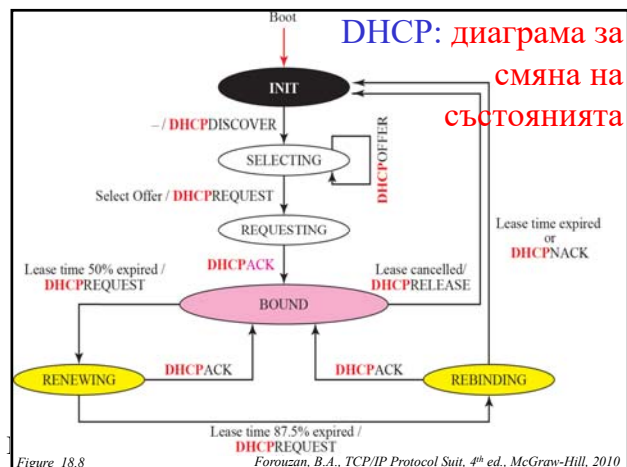 Boot
DHCP: диаграма за
смяна на
състоянията
INIT
– / DHCPDISCOVER
SELECTING
DHCPOFFER
Select Offer / DHCPREQUEST
REQUESTING
Lease time expired
or
DHCPNACK
DHCPACK
Lease time 50% expired /
DHCPREQUEST
Lease cancelled/
DHCPRELEASE
BOUND
RENEWING
DHCPACK
DHCPACK
REBINDING
Lease time 87.5% expired /
DHCPREQUEST
Figure 18.8
Forouzan, B.A., TCP/IP Protocol Suit, 4th ed., McGraw-Hill, 2010